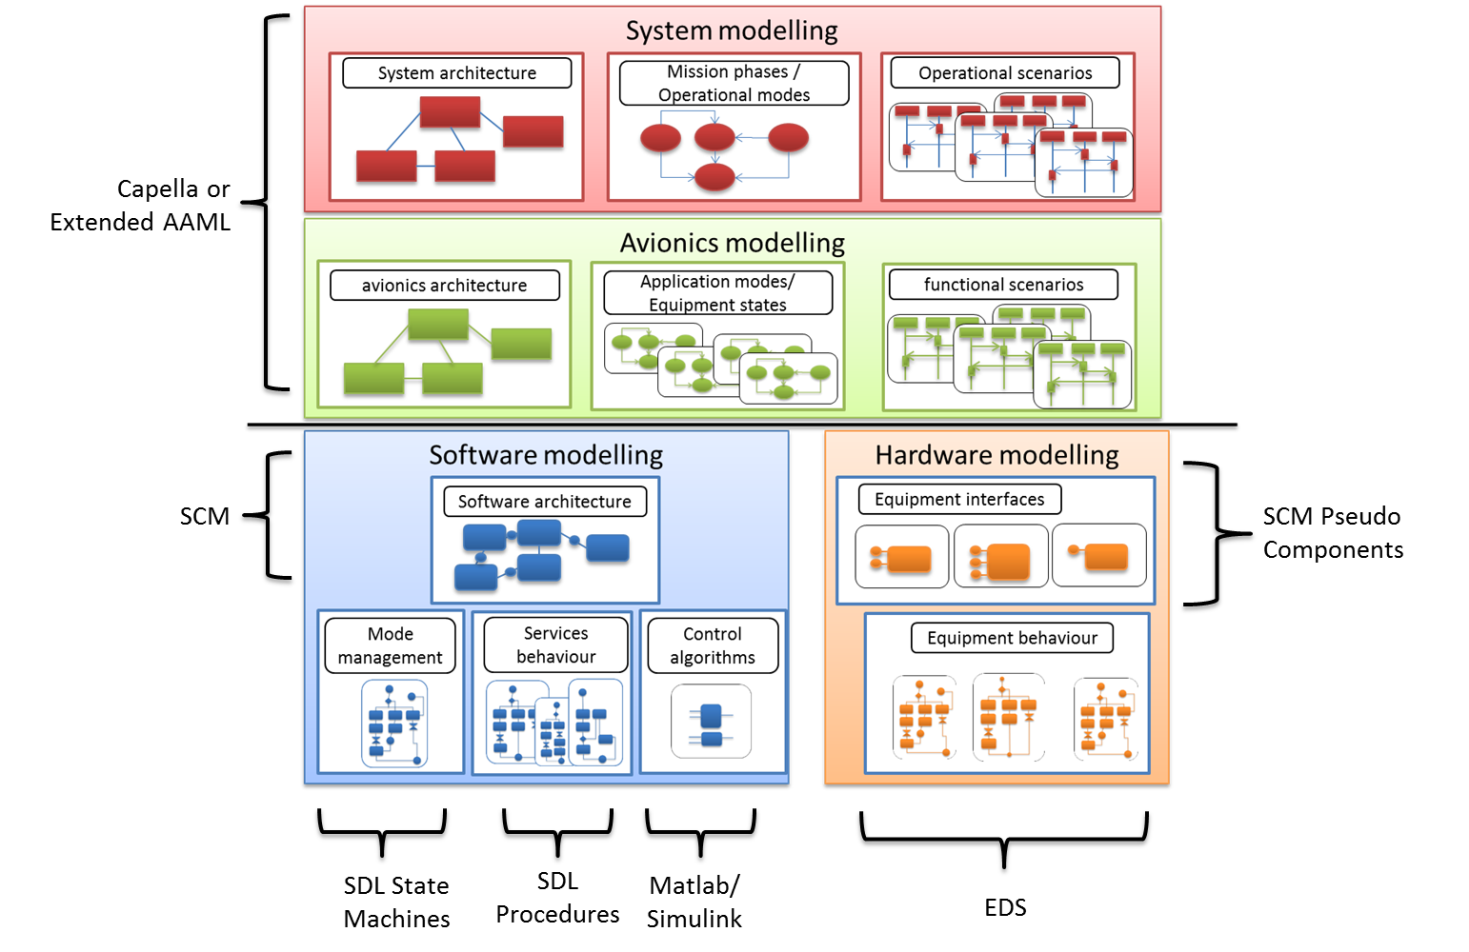 System modelling
System architecture
Mission phases /
Operational modes
Operational scenarios
Capella or
Extended AAML
Avionics modelling
avionics architecture
Application modes/
Equipment states
functional scenarios
Software modelling
Software architecture
SCM
Mode
management
Services
behaviour
Control
algorithms
Hardware modelling
Equipment interfaces
SCM Pseudo
Components
Equipment behaviour
SDL State
Machines
SDL
Procedures
Matlab/
Simulink
EDS